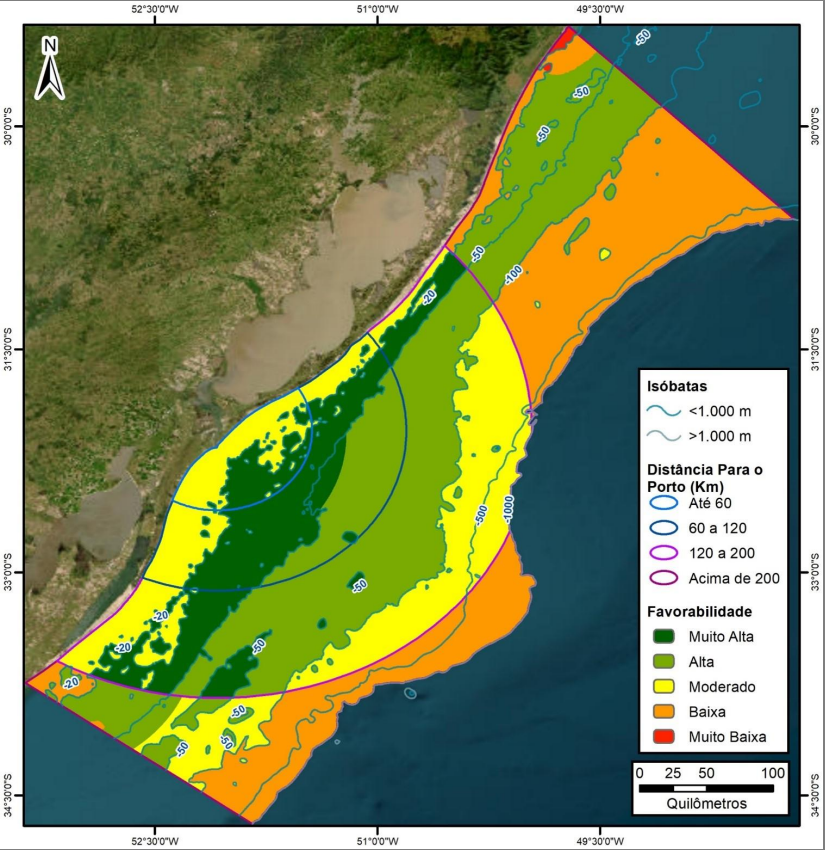 52°30'0"W
51°0'0"W
49°30'0"W
N
30°0'0"S
31°30'0"S
33°0'0"S
34°30'0"S
30°0'0"S
31°30'0"S
33°0'0"S
34°30'0"S
-50
-50
-50
-50
-100
-20
-500
-1000
-50
-20
-20
-50
-20
-50
-50
-50
Isóbatas
<1.000 m
>1.000 m
Distância Para o
Porto (Km)
Até 60
60 a 120
120 a 200
Acima de 200
Favorabilidade
Muito Alta
Alta
Moderado
Baixa
Muito Baixa
0 25 50 100
Quilômetros
52°30'0"W
51°0'0"W
49°30'0"W